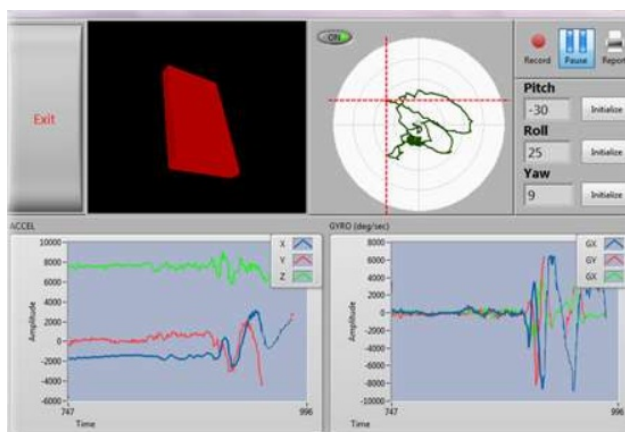 Exit
ON
Record
Pause
Report
Pitch
-30
Initialize
Roll
25
Initialize
Yaw
9
Initialize
ACCEL
X
Y
Z
10000
8000
6000
4000
2000
0
-2000
-4000
-6000
Amplitude
747
996
Time
GYRO (deg/sec)
GX
GY
GX
8000
6000
4000
2000
0
-2000
-4000
-6000
-8000
-10000
Amplitude
747
996
Time